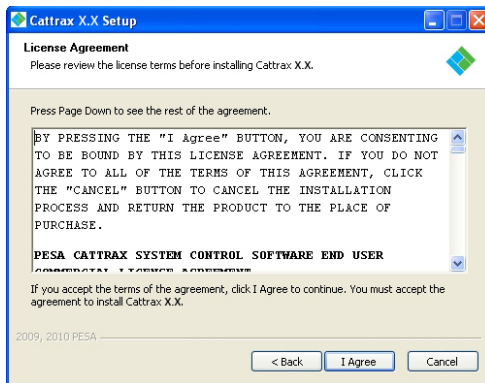 Cattrax X.X Setup
License Agreement
Please review the license terms before installing Cattrax X.X.
Press Page Down to see the rest of the agreement.
BY PRESSING THE "I Agree" BUTTON, YOU ARE CONSENTING
TO BE BOUND BY THIS LICENSE AGREEMENT. IF YOU DO NOT
AGREE TO ALL OF THE TERMS OF THIS AGREEMENT, CLICK
THE "CANCEL" BUTTON TO CANCEL THE INSTALLATION
PROCESS AND RETURN THE PRODUCT TO THE PLACE OF
PURCHASE.
PESA CATTRAX SYSTEM CONTROL SOFTWARE END USER
COMMERCIAL LICENSE AGREEMENT
If you accept the terms of the agreement, click I Agree to continue. You must accept the
agreement to install Cattrax X.X.
2009, 2010 PESA
< Back
I Agree
Cancel